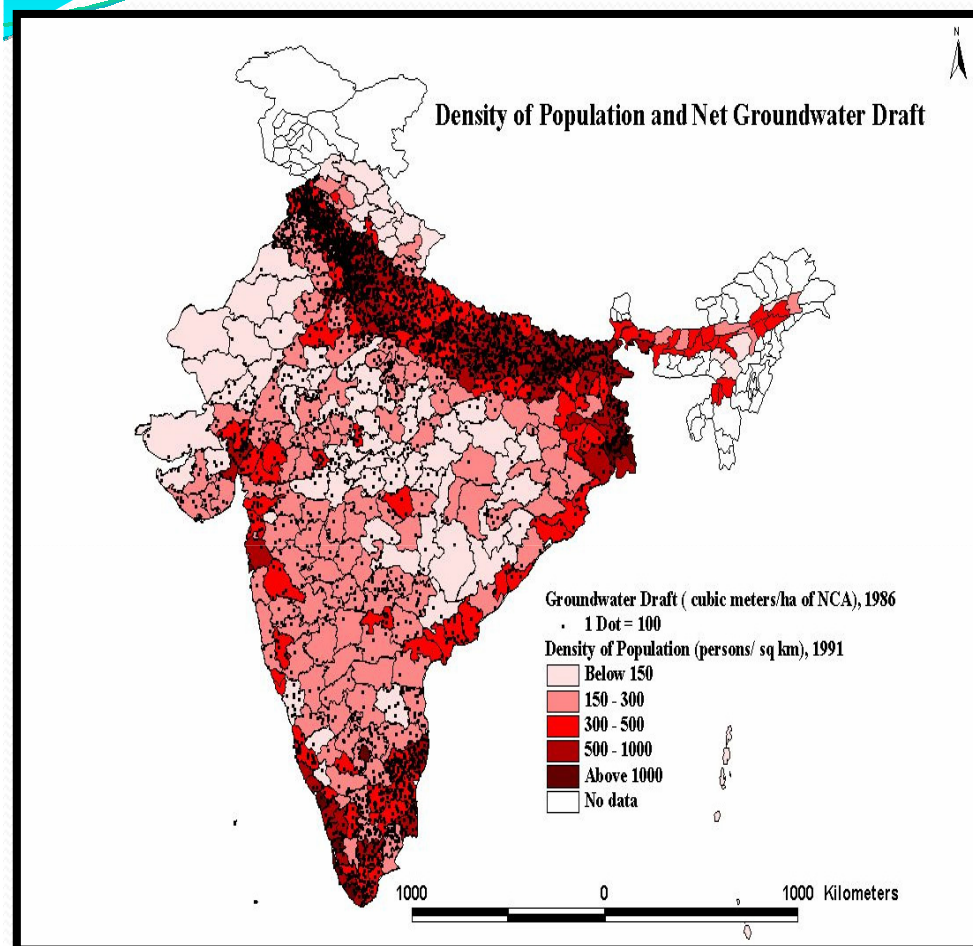 N
Density of Population and Net Groundwater Draft
Groundwater Draft ( cubic meters/ha of NCA), 1986
1 Dot = 100
Density of Population (persons/ sq km), 1991
Below 150
150 - 300
300 - 500
500 - 1000
Above 1000
No data
1000 0 1000 Kilometers